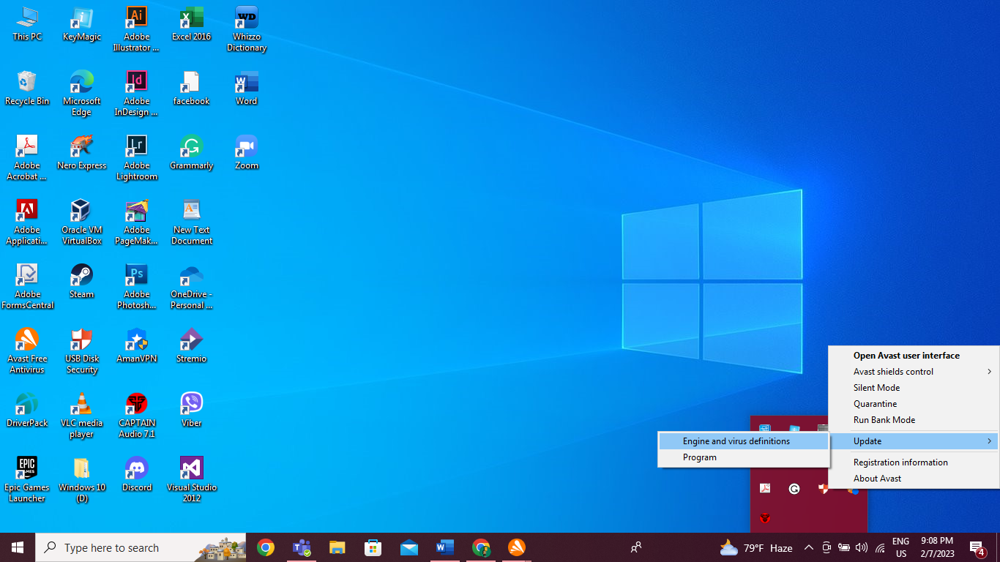 This PC
KeyMagic
Adobe
Illustrator ...
Excel 2016
WD
Whizzo
Dictionary
Recycle Bin
Microsoft
Edge
Adobe
InDesign ...
facebook
Word
Adobe
Acrobat ...
Nero Express
Adobe
Lightroom
Grammarly
Zoom
Adobe
Applicati...
Oracle VM
VirtualBox
Adobe
PageMak...
New Text
Document
Adobe
FormsCentral
Steam
Adobe
Photosh...
OneDrive -
Personal ...
Avast Free
Antivirus
USB Disk
Security
AmanVPN
Stremio
DriverPack
VLC media
player
CAPTAIN
Audio 7.1
Viber
EPIC
GAMES
Epic Games
Launcher
Windows 10
(D)
Discord
Visual Studio
2012
Open Avast user interface
Avast shields control
Silent Mode
Quarantine
Run Bank Mode
Update
Registration information
About Avast
Engine and virus definitions
Program
Type here to search
79°F Haze
ENG
US
9:08 PM
2/7/2023
4